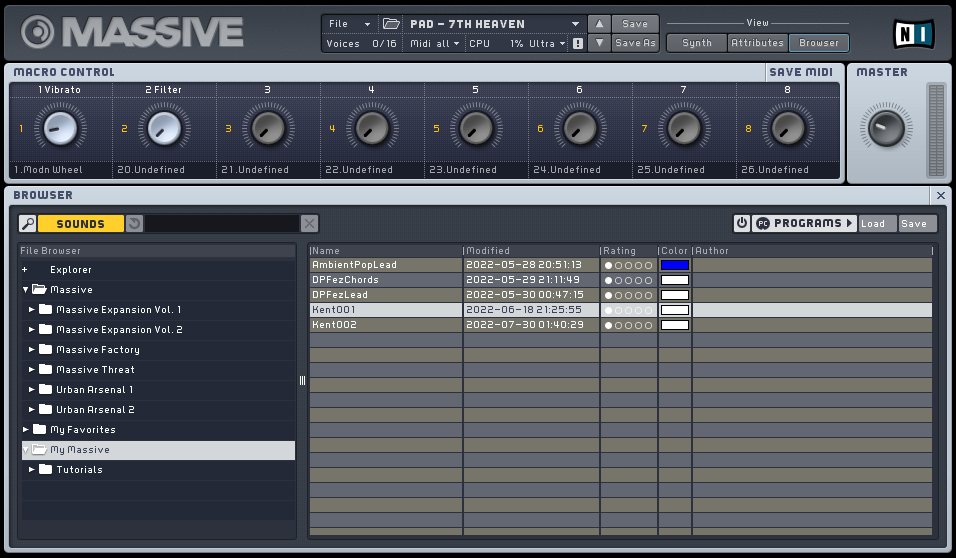 MASSIVE
File PAD - 7TH HEAVEN Save
Voices 0/16 Midi all CPU 1% Ultra ! Save As
View
Synth Attributes Browser
NI
MACRO CONTROL SAVE MIDI MASTER
1 Vibrato 2 Filter 3 4 5 6 7 8
1 2 3 4 5 6 7 8
1.Modn Wheel 20.Undefined 21.Undefined 22.Undefined 23.Undefined 24.Undefined 25.Undefined 26.Undefined
BROWSER
SOUNDS
PC PROGRAMS Load Save
File Browser
+ Explorer
Massive
Massive Expansion Vol. 1
Massive Expansion Vol. 2
Massive Factory
Massive Threat
Urban Arsenal 1
Urban Arsenal 2
My Favorites
My Massive
Tutorials
Name Modified Rating Color Author
AmbientPopLead 2022-05-28 20:51:13
DPFezChords 2022-05-29 21:11:49
DPFezLead 2022-05-30 00:47:15
Kent001 2022-06-18 21:25:55
Kent002 2022-07-30 01:40:29